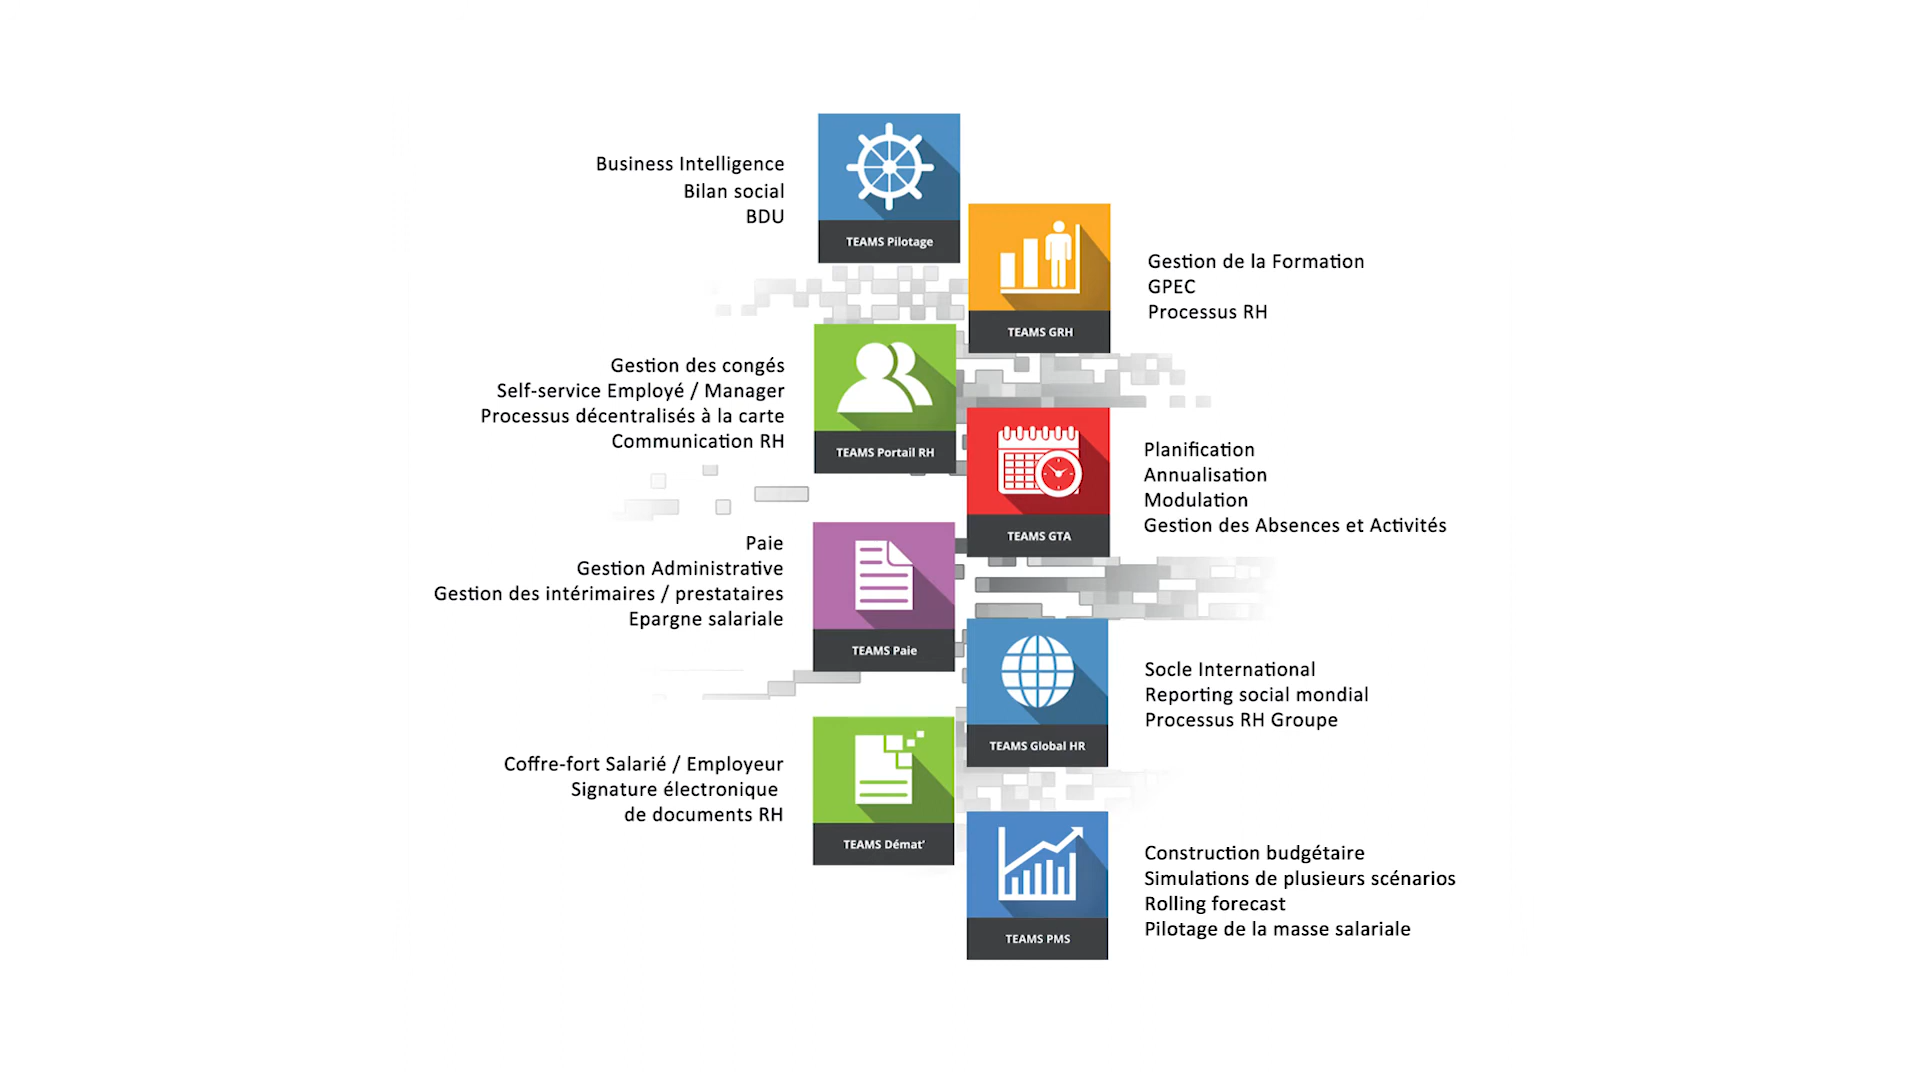 Business Intelligence
Bilan social
BDU
TEAMS Pilotage
Gestion de la Formation
GPEC
Processus RH
TEAMS GRH
Gestion des congés
Self-service Employé / Manager
Processus décentralisés à la carte
Communication RH
TEAMS Portail RH
Planification
Annualisation
Modulation
Gestion des Absences et Activités
TEAMS GTA
Paie
Gestion Administrative
Gestion des intérimaires / prestataires
Epargne salariale
TEAMS Paie
Socle International
Reporting social mondial
Processus RH Groupe
TEAMS Global HR
Coffre-fort Salarié / Employeur
Signature électronique
de documents RH
TEAMS Démat'
Construction budgétaire
Simulations de plusieurs scénarios
Rolling forecast
Pilotage de la masse salariale
TEAMS PMS